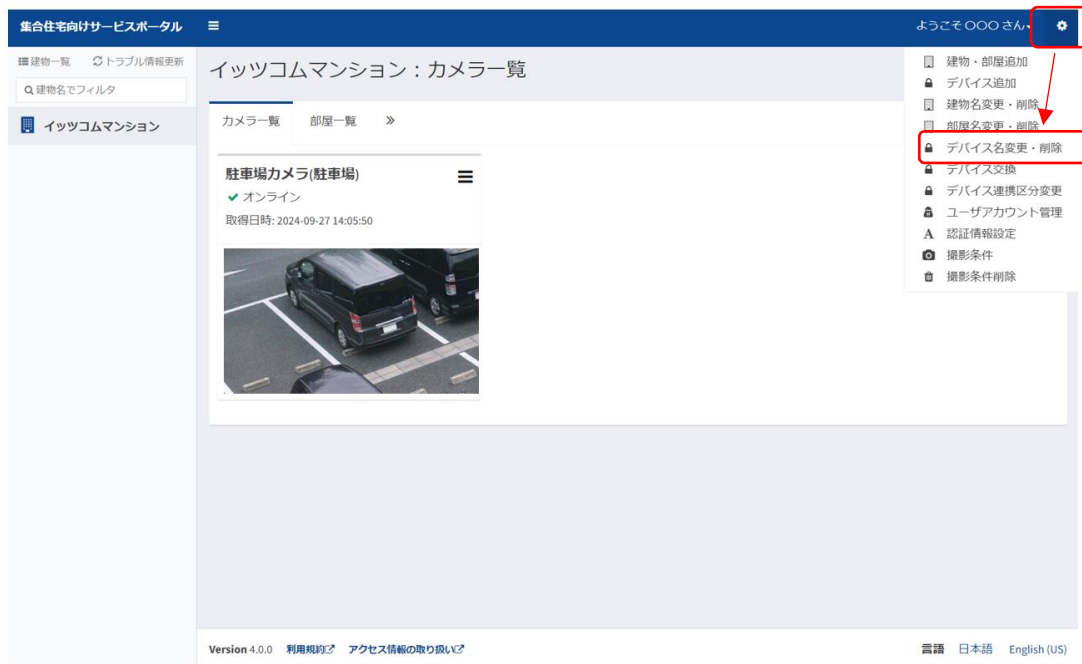 集合住宅向けサービスポータル
ようこそ〇〇〇さん
建物一覧 トラブル情報更新
建物名でフィルタ
イッツコムマンション
イッツコムマンション：カメラ一覧
カメラ一覧 部屋一覧 »
駐車場カメラ(駐車場)
オンライン
取得日時: 2024-09-27 14:05:50
建物・部屋追加
デバイス追加
建物名変更・削除
部屋名変更・削除
デバイス名変更・削除
デバイス交換
デバイス連携区分変更
ユーザアカウント管理
A 認証情報設定
撮影条件
撮影条件削除
Version 4.0.0 利用規約 アクセス情報の取り扱い
言語 日本語 English (US)